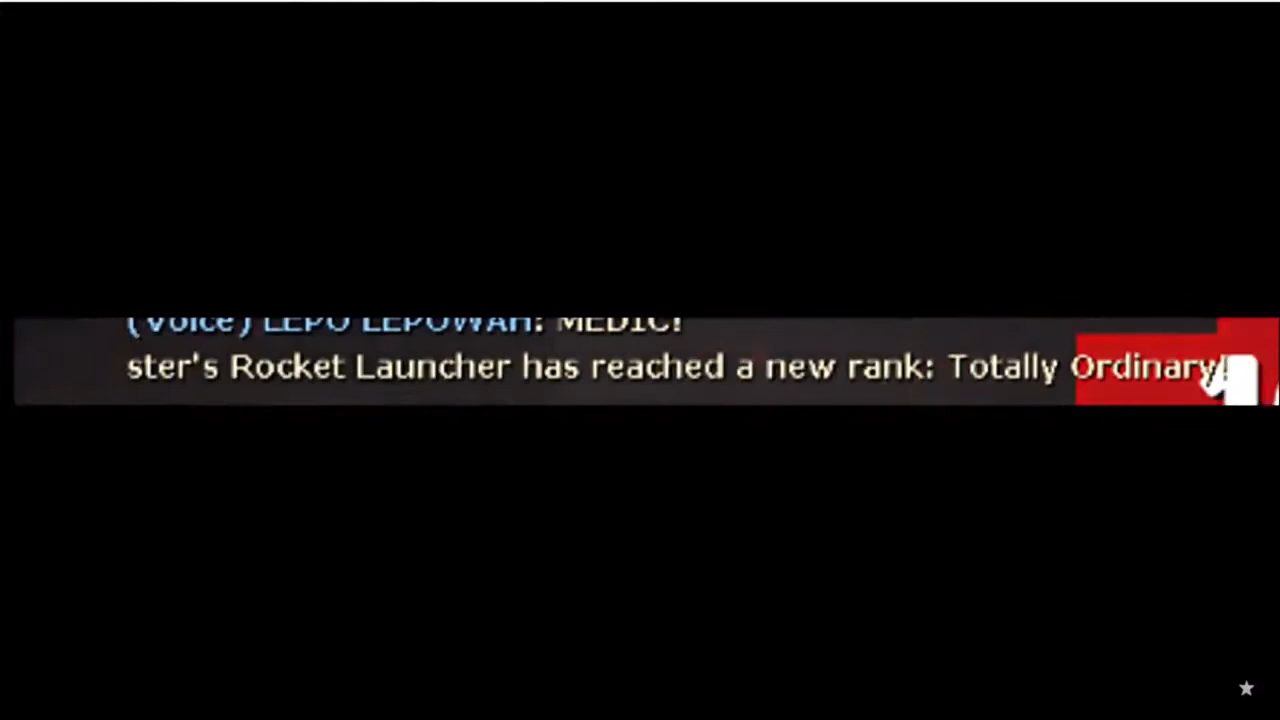 (Voice) LEPO LEPOWAH: MEDIC!
ster's Rocket Launcher has reached a new rank: Totally Ordinary!